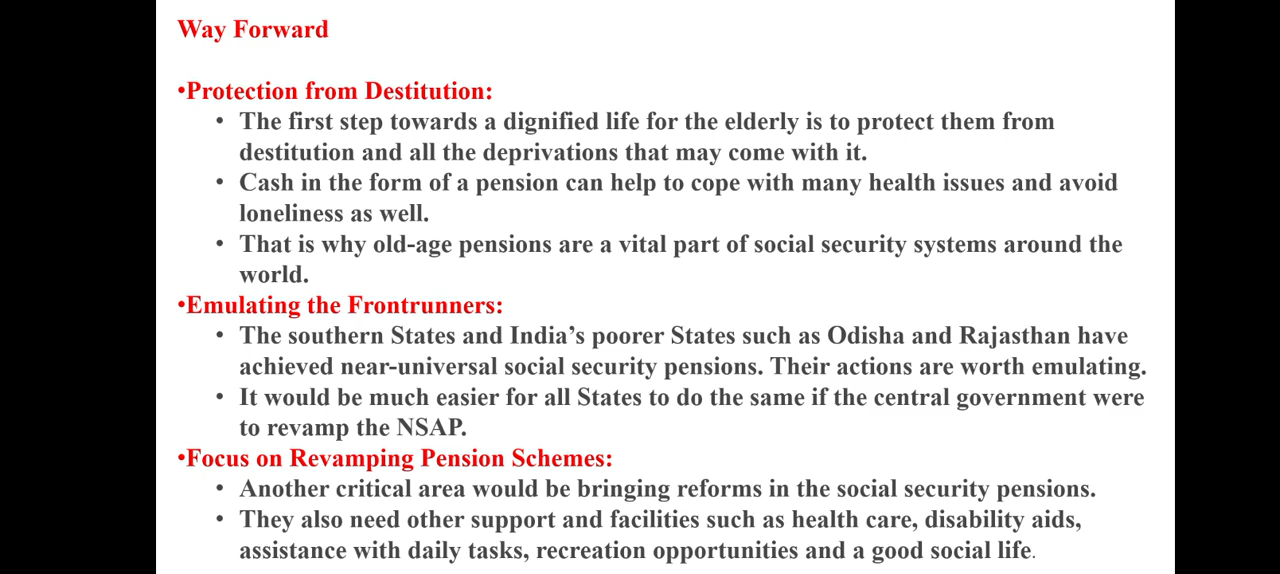 Way Forward
•Protection from Destitution:
• The first step towards a dignified life for the elderly is to protect them from
destitution and all the deprivations that may come with it.
• Cash in the form of a pension can help to cope with many health issues and avoid
loneliness as well.
• That is why old-age pensions are a vital part of social security systems around the
world.
•Emulating the Frontrunners:
• The southern States and India’s poorer States such as Odisha and Rajasthan have
achieved near-universal social security pensions. Their actions are worth emulating.
• It would be much easier for all States to do the same if the central government were
to revamp the NSAP.
•Focus on Revamping Pension Schemes:
• Another critical area would be bringing reforms in the social security pensions.
• They also need other support and facilities such as health care, disability aids,
assistance with daily tasks, recreation opportunities and a good social life.